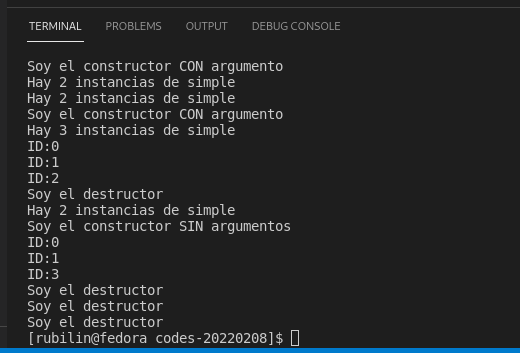 TERMINAL PROBLEMS OUTPUT DEBUG CONSOLE
Soy el constructor CON argumento
Hay 2 instancias de simple
Hay 2 instancias de simple
Soy el constructor CON argumento
Hay 3 instancias de simple
ID:0
ID:1
ID:2
Soy el destructor
Hay 2 instancias de simple
Soy el constructor SIN argumentos
ID:0
ID:1
ID:3
Soy el destructor
Soy el destructor
Soy el destructor
[rubilin@fedora codes-20220208]$